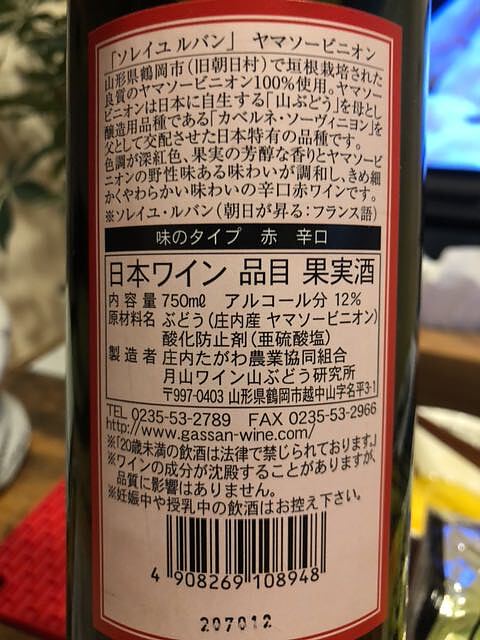 「ソレイユ ルバン」 ヤマソービニオン
山形県鶴岡市(旧朝日村)で垣根栽培された
良質のヤマソービニオン100%使用。ヤマソー
ビニオンは日本に自生する「山ぶどう」を母とし
醸造用品種である「カベルネ・ソーヴィニヨン」を
父として交配させた日本特有の品種です。
色調が深紅色、果実の芳醇な香りとヤマソービ
ニオンの野性味ある味わいが調和し、きめ細
かくやわらかい味わいの辛口赤ワインです。
※ソレイユ・ルバン(朝日が昇る:フランス語)
味のタイプ 赤 辛口
日本ワイン 品目 果実酒
内容量 750mℓ アルコール分 12%
原材料名 ぶどう(庄内産 ヤマソービニオン)
酸化防止剤(亜硫酸塩)
製造者 庄内たがわ農業協同組合
月山ワイン山ぶどう研究所
〒997-0403 山形県鶴岡市越中山字名平3-1
TEL 0235-53-2789 FAX 0235-53-2966
http://www.gassan-wine.com/
※「20歳未満の飲酒は法律で禁じられております。」
※ワインの成分が沈殿することがありますが、
品質に影響はありません。
※妊娠中や授乳中の飲酒はお控え下さい。
4 908269 108948
207012